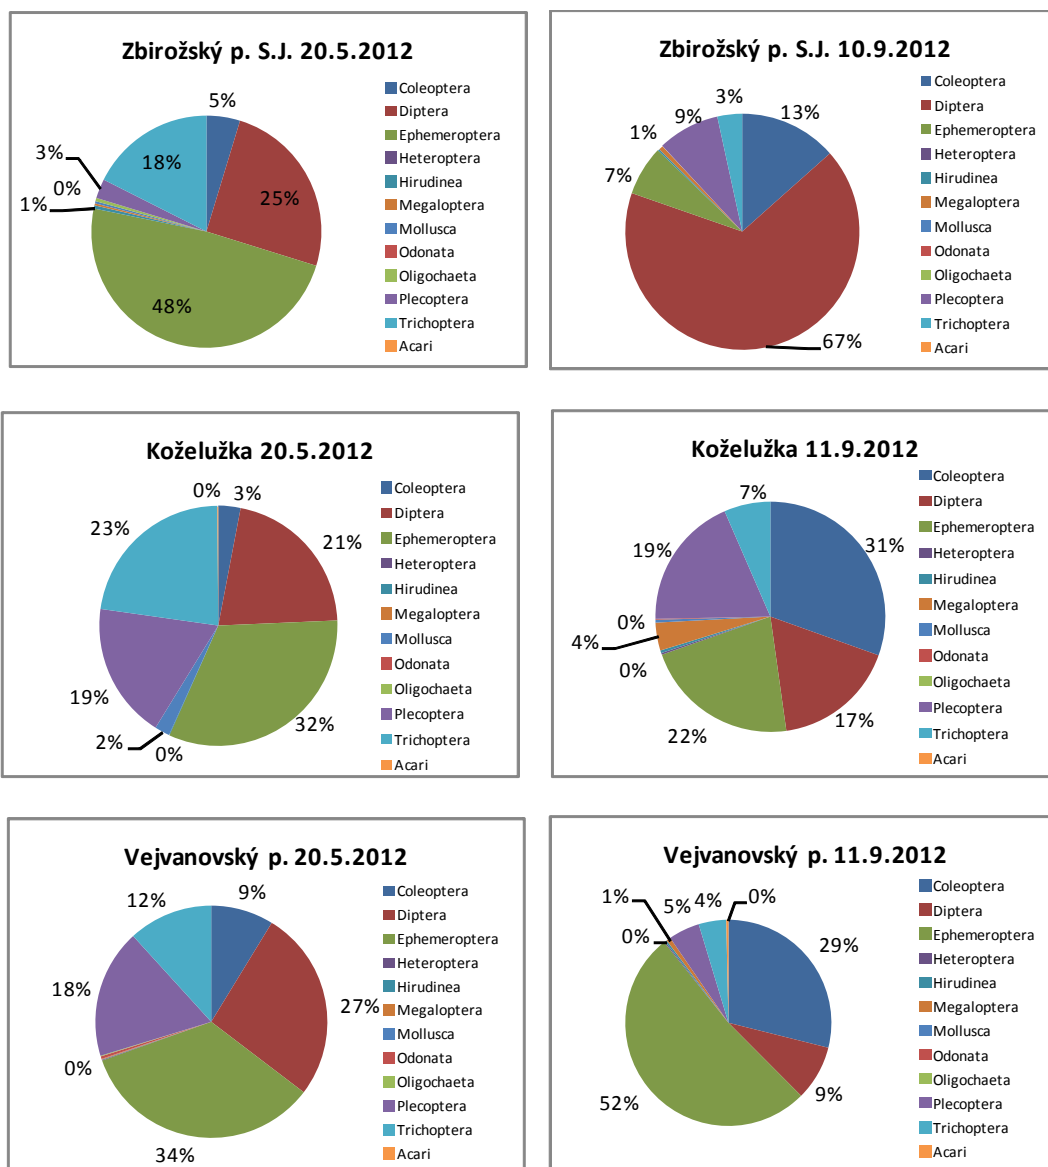 Zbirožský p. S.J. 20.5.2012
5%
25%
48%
1%
0%
3%
18%
Coleoptera
Diptera
Ephemeroptera
Heteroptera
Hirudinea
Megaloptera
Mollusca
Odonata
Oligochaeta
Plecoptera
Trichoptera
Acari
Zbirožský p. S.J. 10.9.2012
13%
67%
7%
1%
9%
3%
Coleoptera
Diptera
Ephemeroptera
Heteroptera
Hirudinea
Megaloptera
Mollusca
Odonata
Oligochaeta
Plecoptera
Trichoptera
Acari
Koželužka 20.5.2012
0%
3%
21%
32%
0%
2%
19%
23%
Coleoptera
Diptera
Ephemeroptera
Heteroptera
Hirudinea
Megaloptera
Mollusca
Odonata
Oligochaeta
Plecoptera
Trichoptera
Acari
Koželužka 11.9.2012
31%
17%
22%
0%
4%
0%
19%
7%
Coleoptera
Diptera
Ephemeroptera
Heteroptera
Hirudinea
Megaloptera
Mollusca
Odonata
Oligochaeta
Plecoptera
Trichoptera
Acari
Vejvanovský p. 20.5.2012
9%
27%
34%
0%
18%
12%
Coleoptera
Diptera
Ephemeroptera
Heteroptera
Hirudinea
Megaloptera
Mollusca
Odonata
Oligochaeta
Plecoptera
Trichoptera
Acari
Vejvanovský p. 11.9.2012
29%
9%
52%
0%
1%
5%
4%
0%
Coleoptera
Diptera
Ephemeroptera
Heteroptera
Hirudinea
Megaloptera
Mollusca
Odonata
Oligochaeta
Plecoptera
Trichoptera
Acari